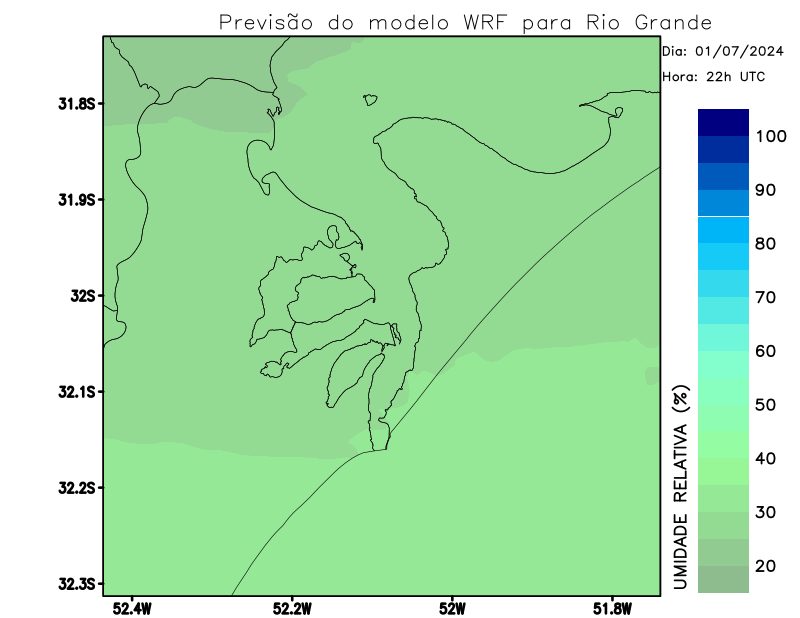 Previsão do modelo WRF para Rio Grande
Dia: 01/07/2024
Hora: 22h UTC
31.8S
31.9S
32S
32.1S
32.2S
32.3S
52.4W
52.2W
52W
51.8W
UMIDADE RELATIVA (%)
100
90
80
70
60
50
40
30
20